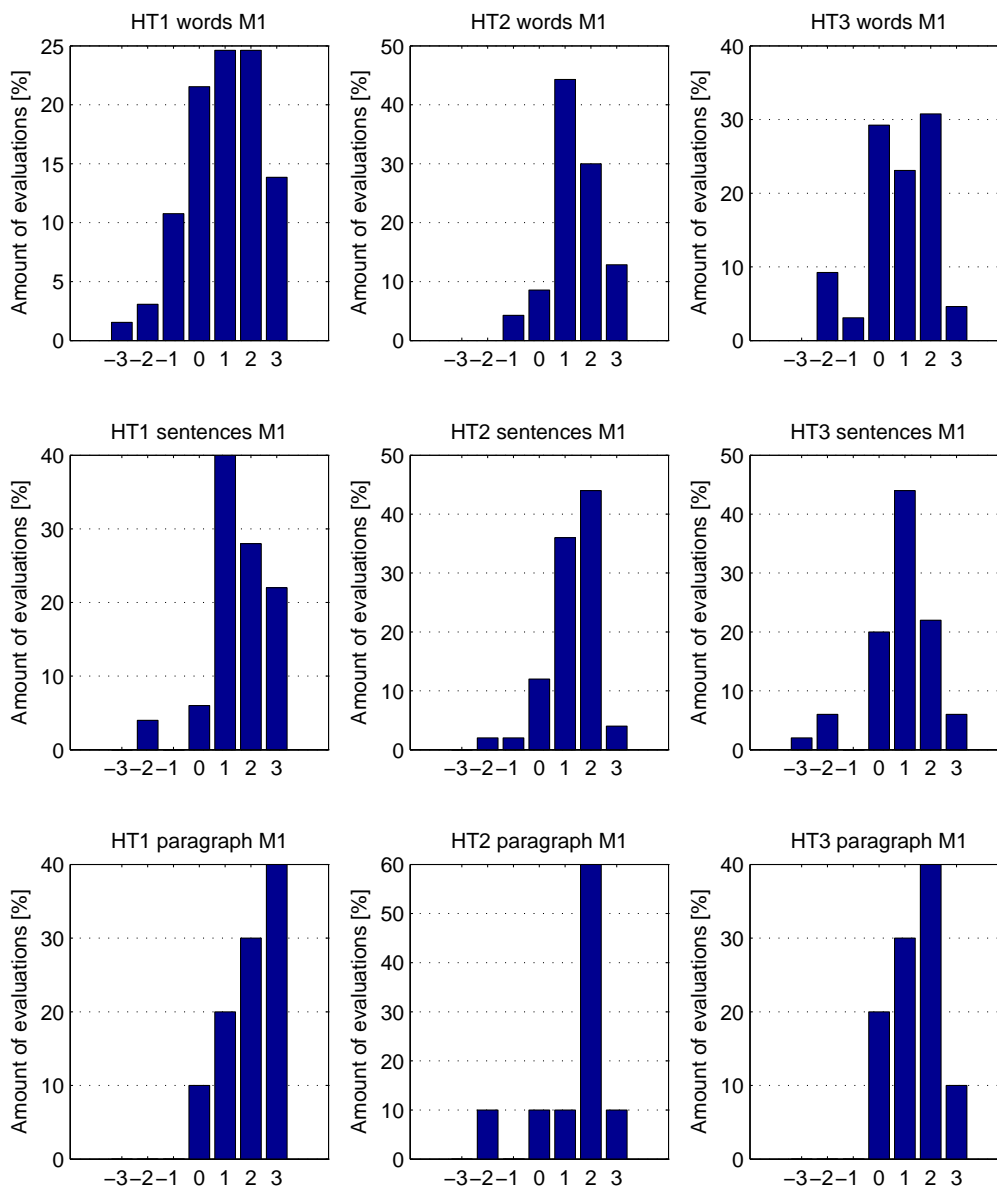 HT1 words M1
Amount of evaluations [%]
25
20
15
10
5
0
−3 −2 −1 0 1 2 3
HT2 words M1
Amount of evaluations [%]
50
40
30
20
10
0
−3 −2 −1 0 1 2 3
HT3 words M1
Amount of evaluations [%]
40
30
20
10
0
−3 −2 −1 0 1 2 3
HT1 sentences M1
Amount of evaluations [%]
40
30
20
10
0
−3 −2 −1 0 1 2 3
HT2 sentences M1
Amount of evaluations [%]
50
40
30
20
10
0
−3 −2 −1 0 1 2 3
HT3 sentences M1
Amount of evaluations [%]
50
40
30
20
10
0
−3 −2 −1 0 1 2 3
HT1 paragraph M1
Amount of evaluations [%]
40
30
20
10
0
−3 −2 −1 0 1 2 3
HT2 paragraph M1
Amount of evaluations [%]
60
50
40
30
20
10
0
−3 −2 −1 0 1 2 3
HT3 paragraph M1
Amount of evaluations [%]
40
30
20
10
0
−3 −2 −1 0 1 2 3